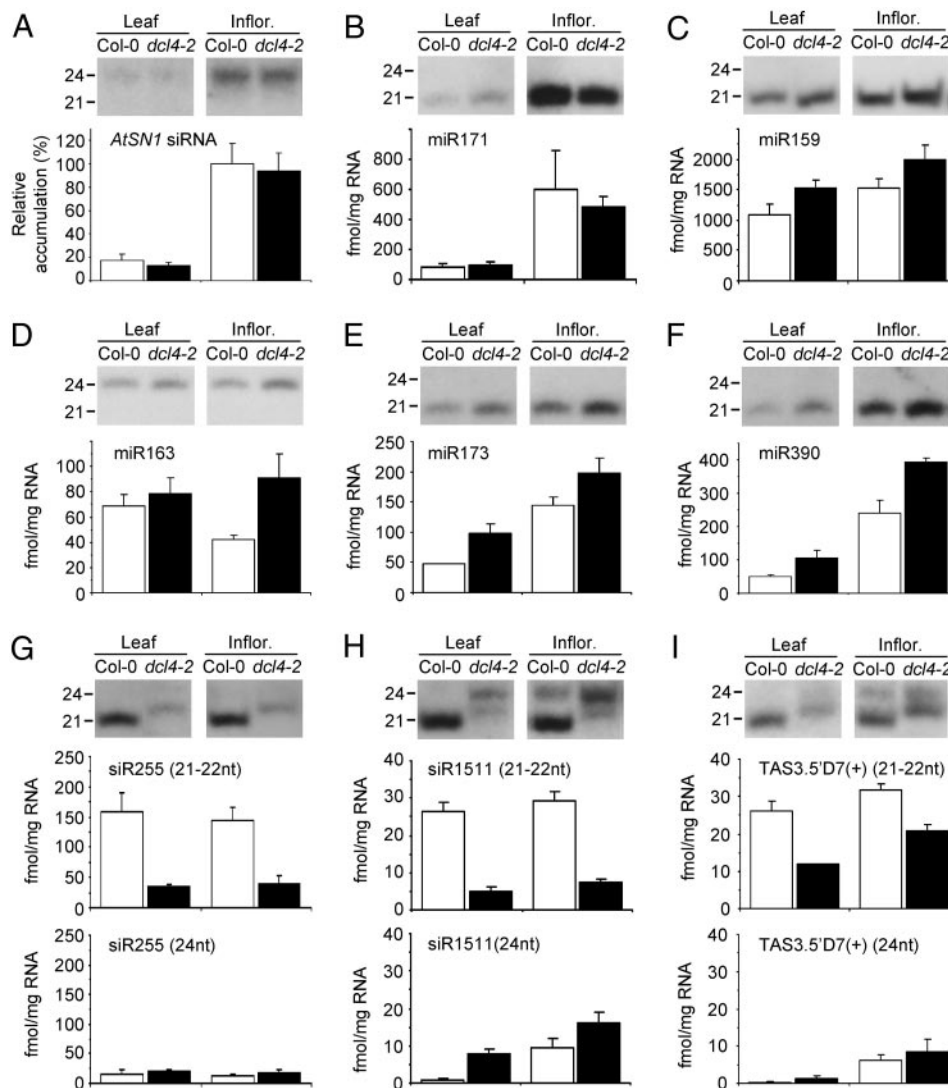 A
Leaf Inflor.
Col-0 dcl4-2 Col-0 dcl4-2
24
21
AtSN1 siRNA
Relative
accumulation (%)
120
100
80
60
40
20
0
B
Leaf Inflor.
Col-0 dcl4-2 Col-0 dcl4-2
24
21
miR171
fmol/mg RNA
800
600
400
200
0
C
Leaf Inflor.
Col-0 dcl4-2 Col-0 dcl4-2
24
21
miR159
fmol/mg RNA
2000
1500
1000
500
0
D
Leaf Inflor.
Col-0 dcl4-2 Col-0 dcl4-2
24
21
miR163
fmol/mg RNA
100
80
60
40
20
0
E
Leaf Inflor.
Col-0 dcl4-2 Col-0 dcl4-2
24
21
miR173
fmol/mg RNA
250
200
150
100
50
0
F
Leaf Inflor.
Col-0 dcl4-2 Col-0 dcl4-2
24
21
miR390
fmol/mg RNA
400
300
200
100
0
G
Leaf Inflor.
Col-0 dcl4-2 Col-0 dcl4-2
24
21
siR255 (21-22nt)
fmol/mg RNA
250
200
150
100
50
0
siR255 (24nt)
fmol/mg RNA
250
200
150
100
50
0
H
Leaf Inflor.
Col-0 dcl4-2 Col-0 dcl4-2
24
21
siR1511 (21-22nt)
fmol/mg RNA
40
30
20
10
0
siR1511(24nt)
fmol/mg RNA
40
30
20
10
0
I
Leaf Inflor.
Col-0 dcl4-2 Col-0 dcl4-2
24
21
TAS3.5'D7(+) (21-22nt)
fmol/mg RNA
40
30
20
10
0
TAS3.5'D7(+) (24nt)
fmol/mg RNA
40
30
20
10
0